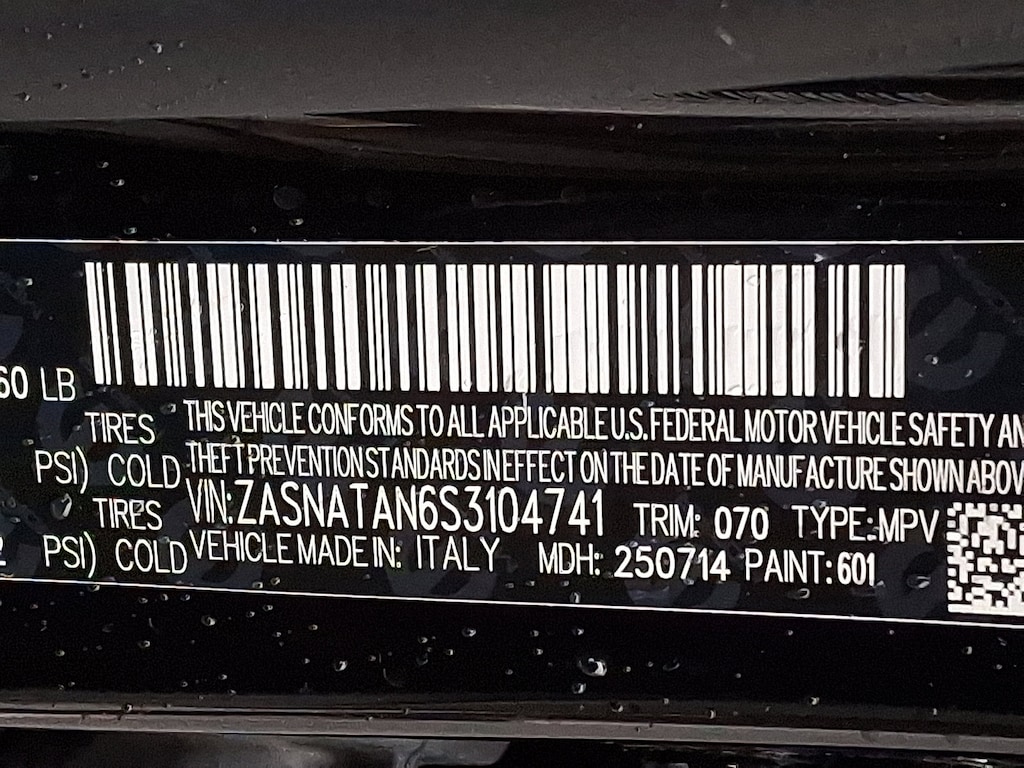 60 LB
TIRES THIS VEHICLE CONFORMS TO ALL APPLICABLE U.S. FEDERAL MOTOR VEHICLE SAFETY AN
PSI) COLD THEFT PREVENTION STANDARDS IN EFFECT ON THE DATE OF MANUFACTURE SHOWN ABOV
TIRES VIN:ZASNATAN6S3104741 TRIM: 070 TYPE:MPV
2 PSI) COLD VEHICLE MADE IN: ITALY MDH: 250714 PAINT:601